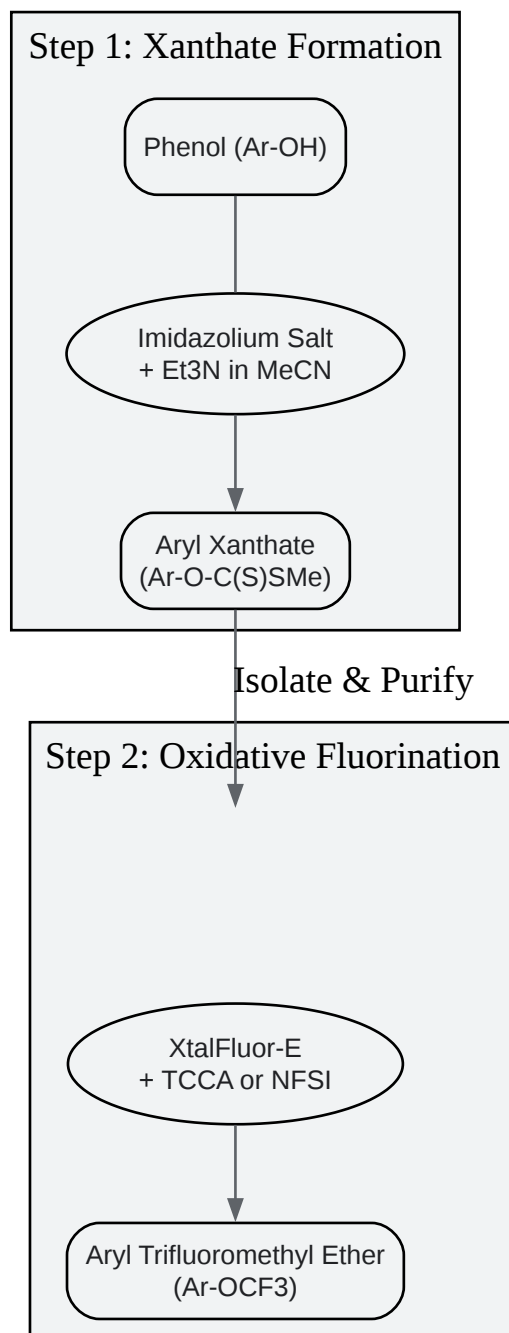 Step 1: Xanthate Formation
Phenol (Ar-OH)
Imidazolium Salt
+ Et3N in MeCN
Aryl Xanthate
(Ar-O-C(S)SMe)
Isolate & Purify
Step 2: Oxidative Fluorination
XtalFluor-E
+ TCCA or NFSI
Aryl Trifluoromethyl Ether
(Ar-OCF3)